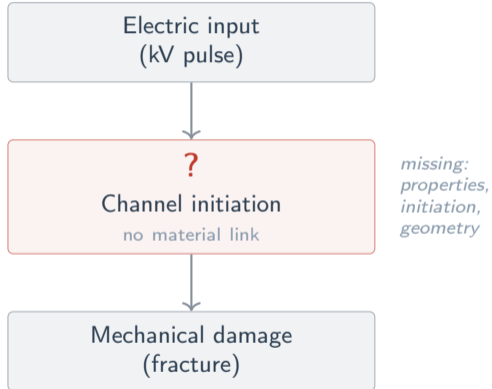 Electric input
(kV pulse)
?
Channel initiation
no material link
missing:
properties,
initiation,
geometry
Mechanical damage
(fracture)